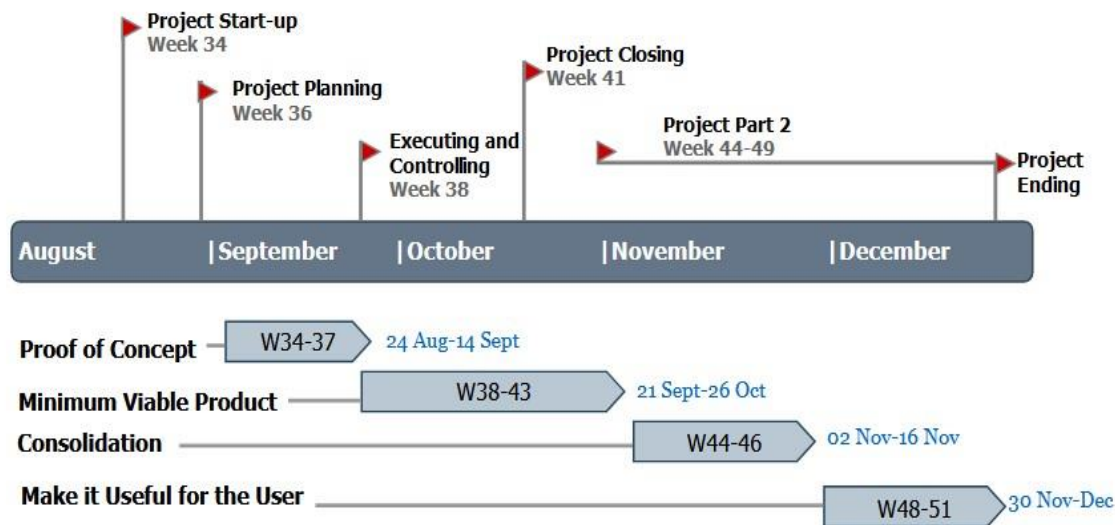 Project Start-up
Week 34
Project Closing
Week 41
Project Planning
Week 36
Project Part 2
Week 44-49
Executing and
Controlling
Week 38
Project
Ending
August |September |October |November |December
Proof of Concept W34-37 24 Aug-14 Sept
Minimum Viable Product W38-43 21 Sept-26 Oct
Consolidation W44-46 02 Nov-16 Nov
Make it Useful for the User W48-51 30 Nov-Dec